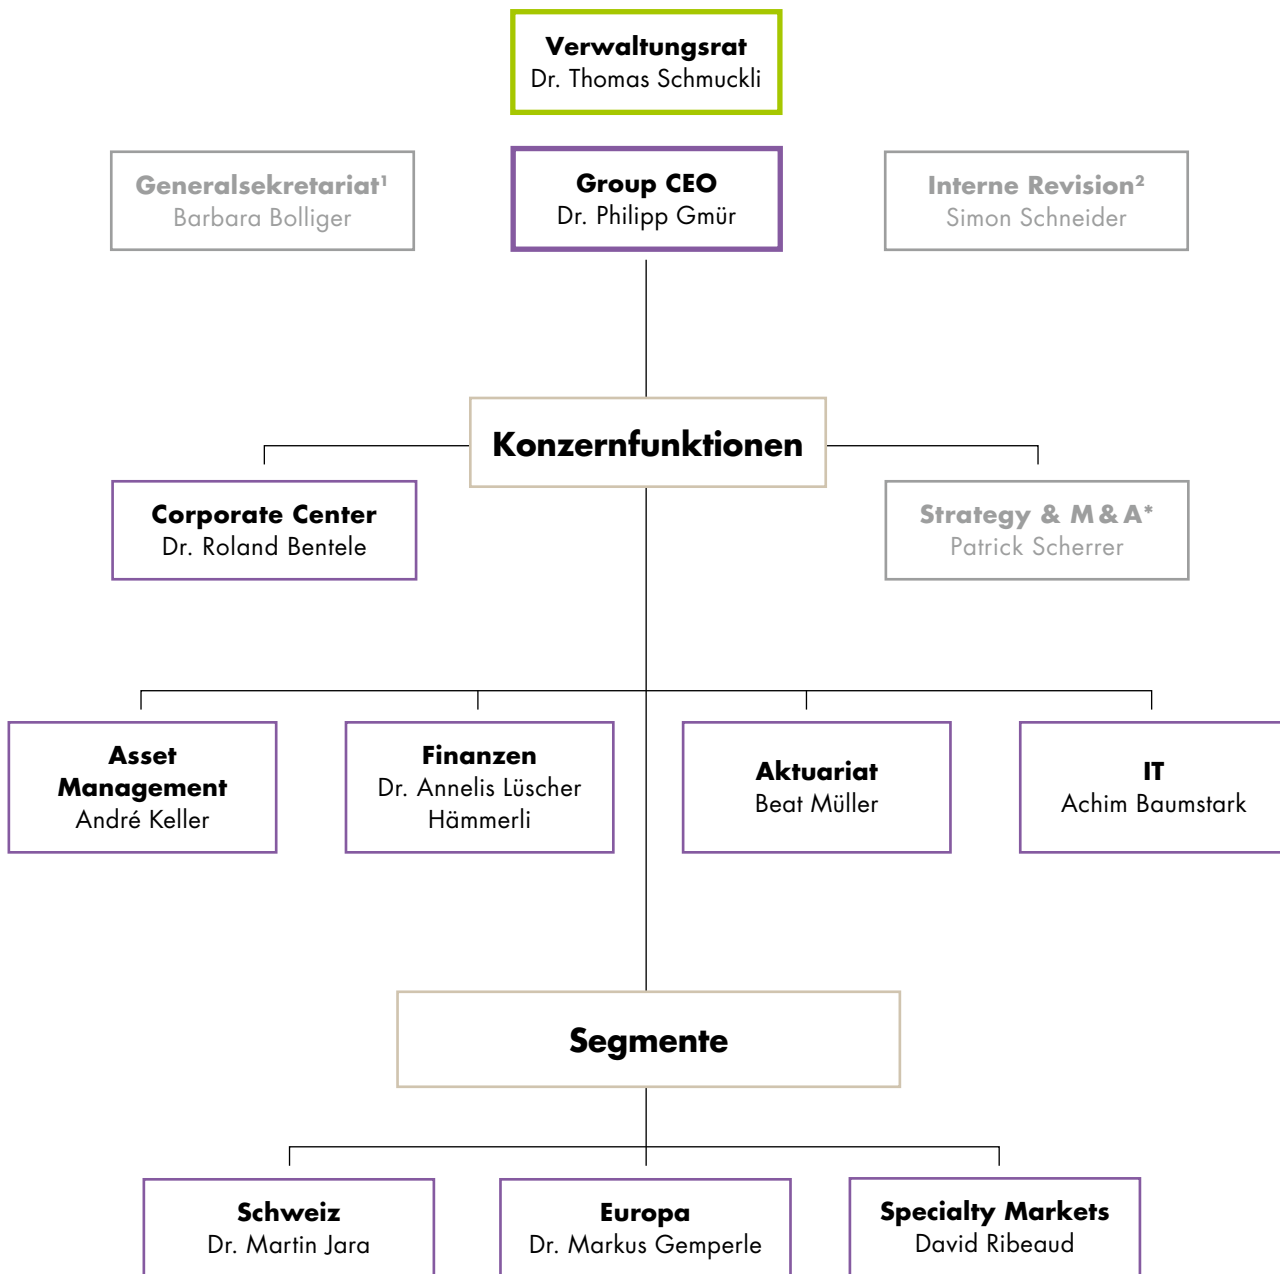 Verwaltungsrat
Dr. Thomas Schmuckli
Generalsekretariat¹
Barbara Bolliger
Group CEO
Dr. Philipp Gmür
Interne Revision²
Simon Schneider
Konzernfunktionen
Corporate Center
Dr. Roland Bentele
Strategy & M & A*
Patrick Scherrer
Asset
Management
André Keller
Finanzen
Dr. Annelis Lüscher
Hämmerli
Aktuariat
Beat Müller
IT
Achim Baumstark
Segmente
Schweiz
Dr. Martin Jara
Europa
Dr. Markus Gemperle
Specialty Markets
David Ribeaud